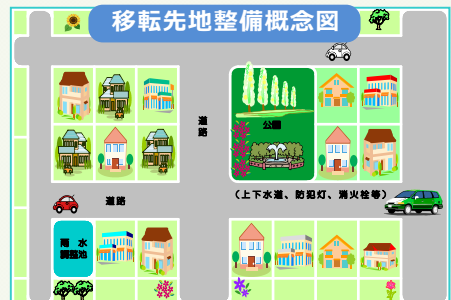 移転先地整備概念図
道路
公園
(上下水道、防犯灯、消火栓等)
道路
雨水
調整池